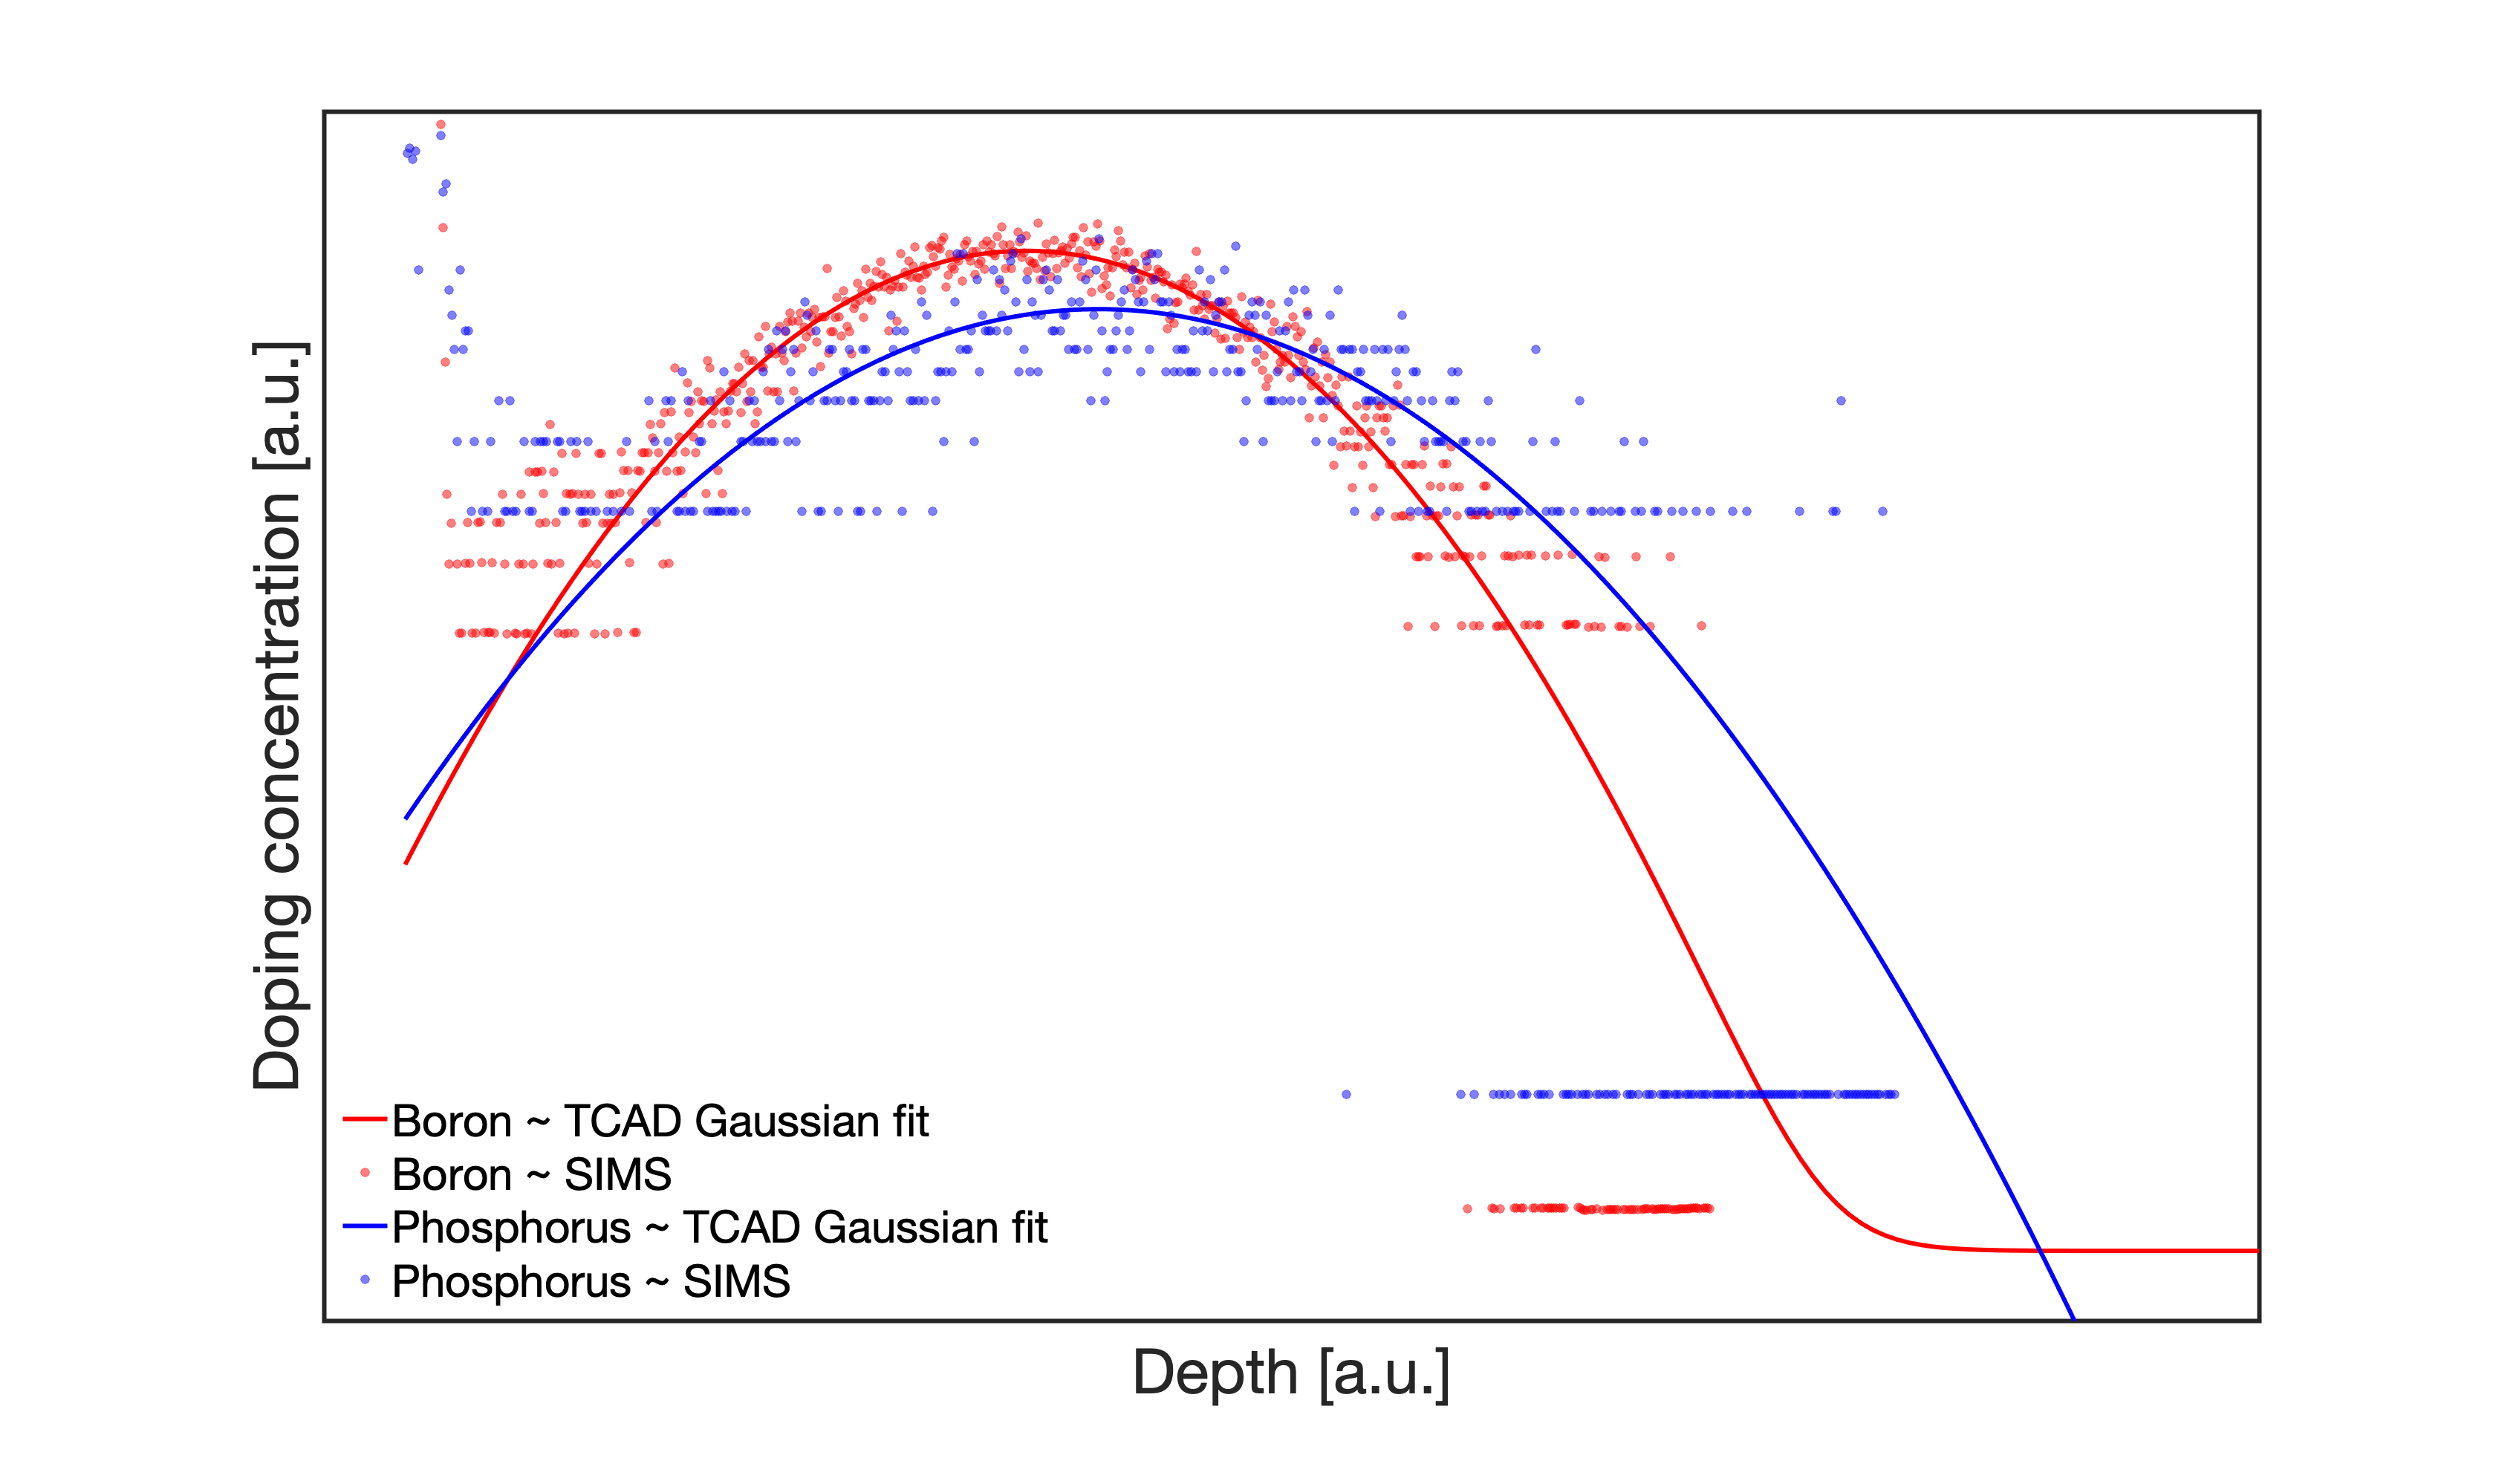 Doping concentration [a.u.]
Boron ~ TCAD Gaussian fit
Boron ~ SIMS
Phosphorus ~ TCAD Gaussian fit
Phosphorus ~ SIMS
Depth [a.u.]